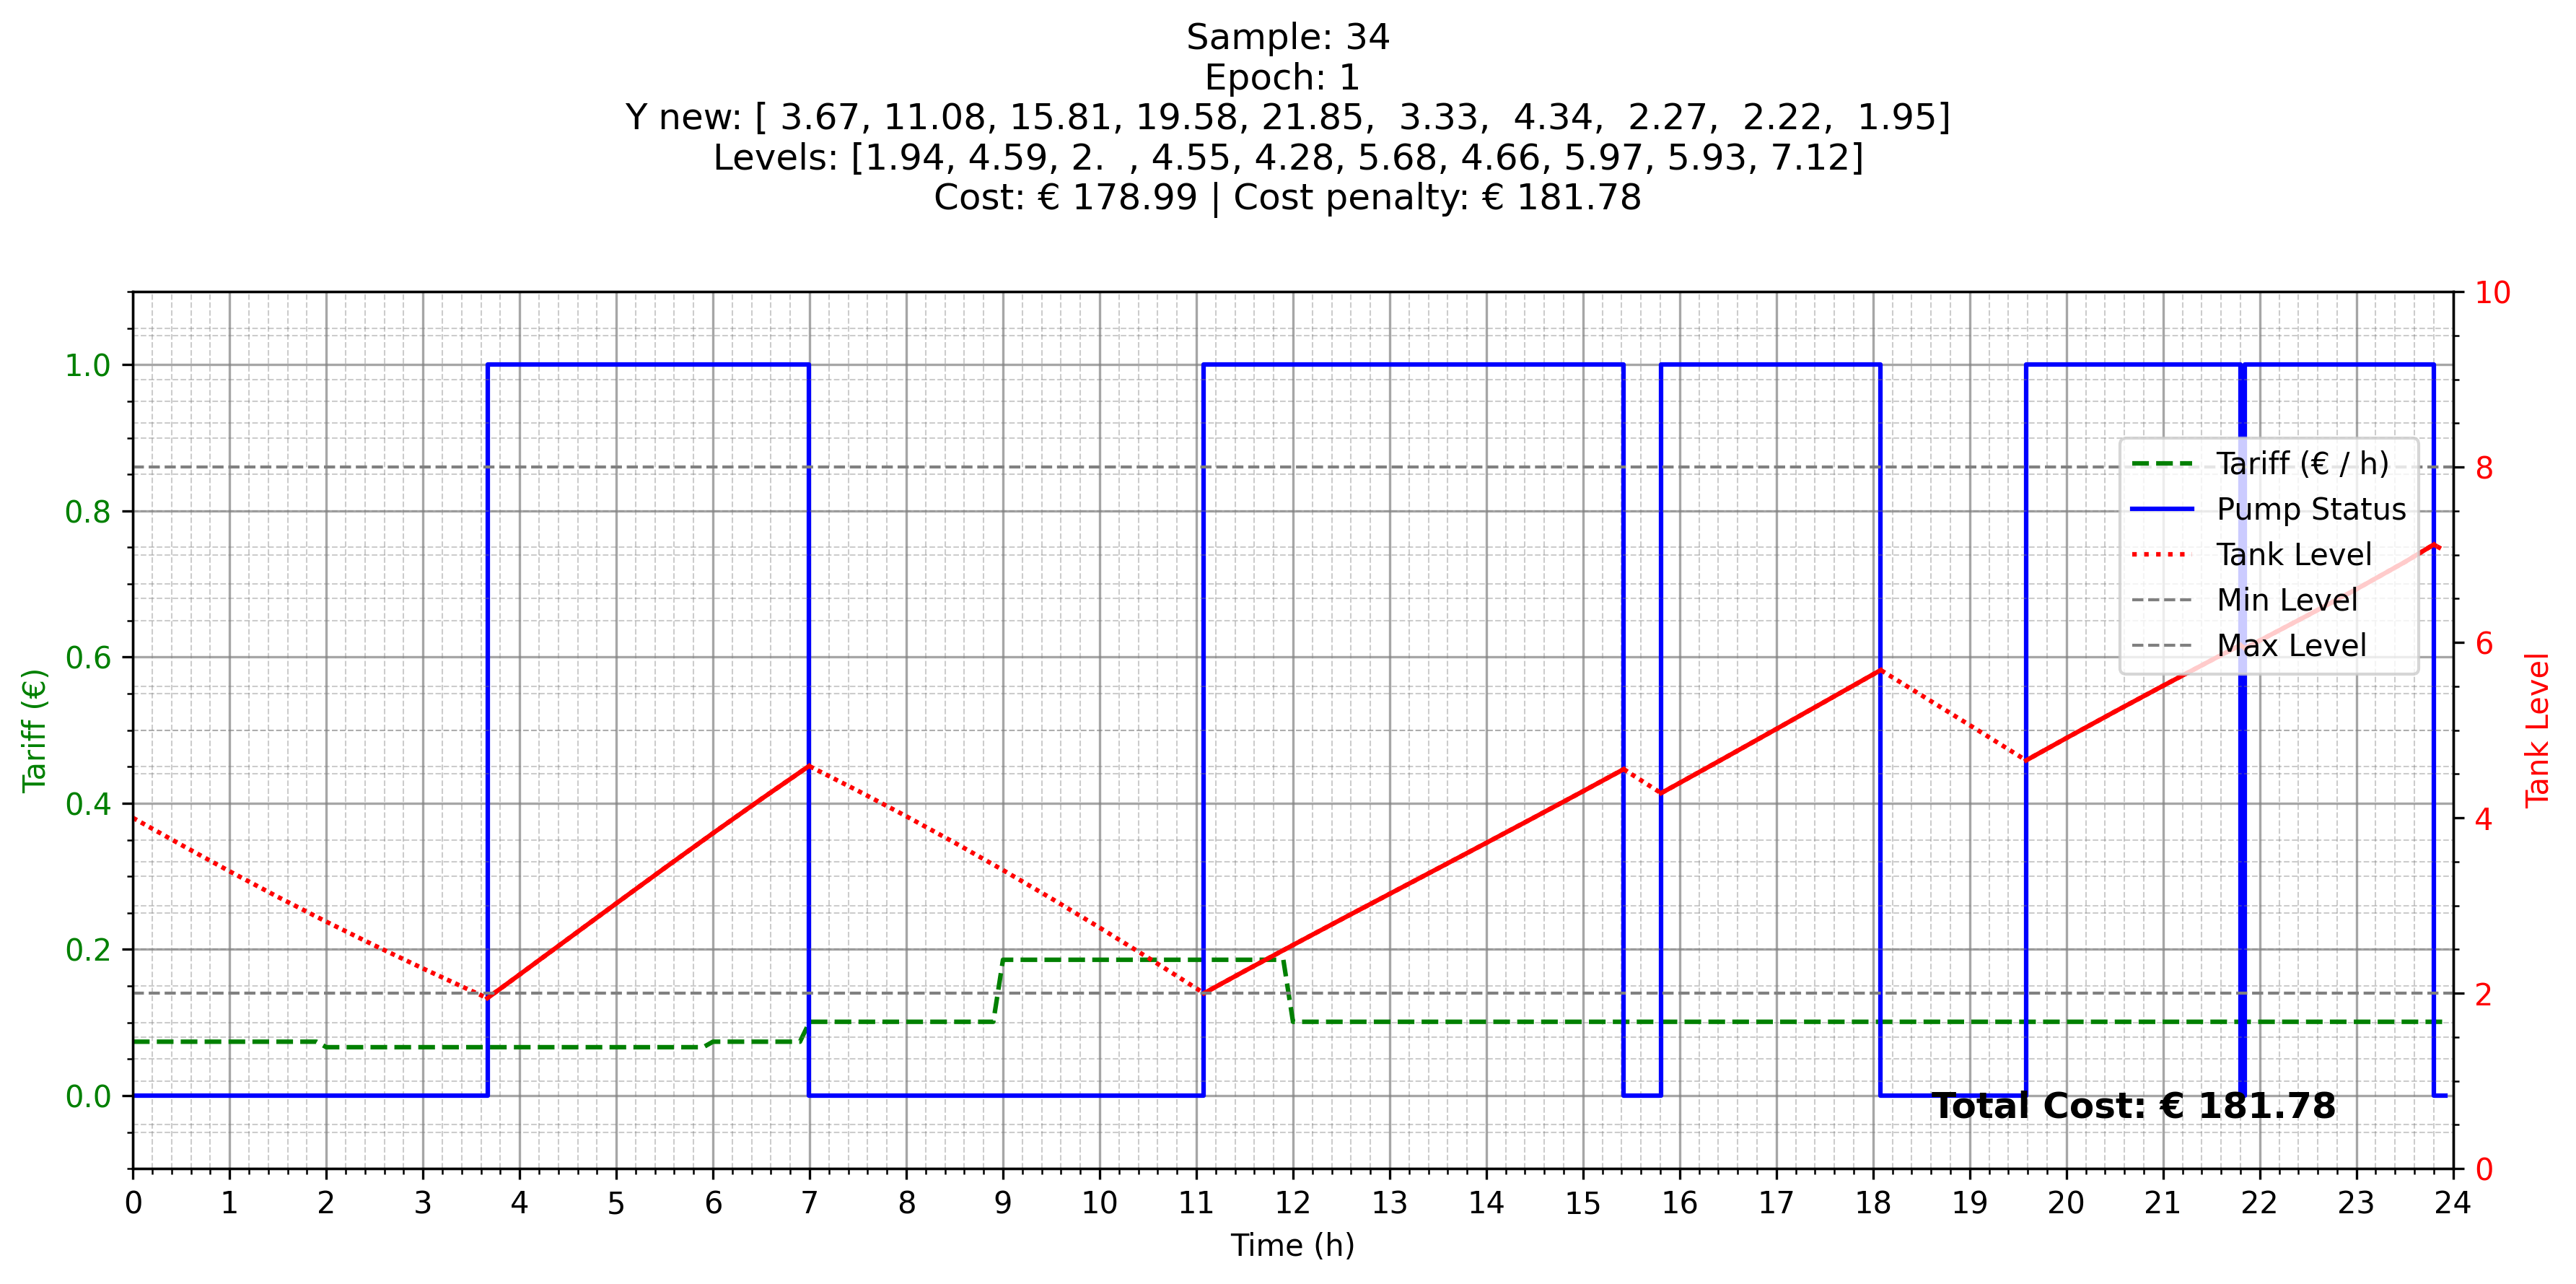 Sample: 34
Epoch: 1
Y new: [ 3.67, 11.08, 15.81, 19.58, 21.85,  3.33,  4.34,  2.27,  2.22,  1.95]
Levels: [1.94, 4.59, 2.  , 4.55, 4.28, 5.68, 4.66, 5.97, 5.93, 7.12]
Cost: € 178.99 | Cost penalty: € 181.78
Tariff (€)
1.0
0.8
0.6
0.4
0.2
0.0
10
8
6
4
2
0
Tank Level
Tariff (€ / h)
Pump Status
Tank Level
Min Level
Max Level
Total Cost: € 181.78
0 1 2 3 4 5 6 7 8 9 10 11 12 13 14 15 16 17 18 19 20 21 22 23 24
Time (h)